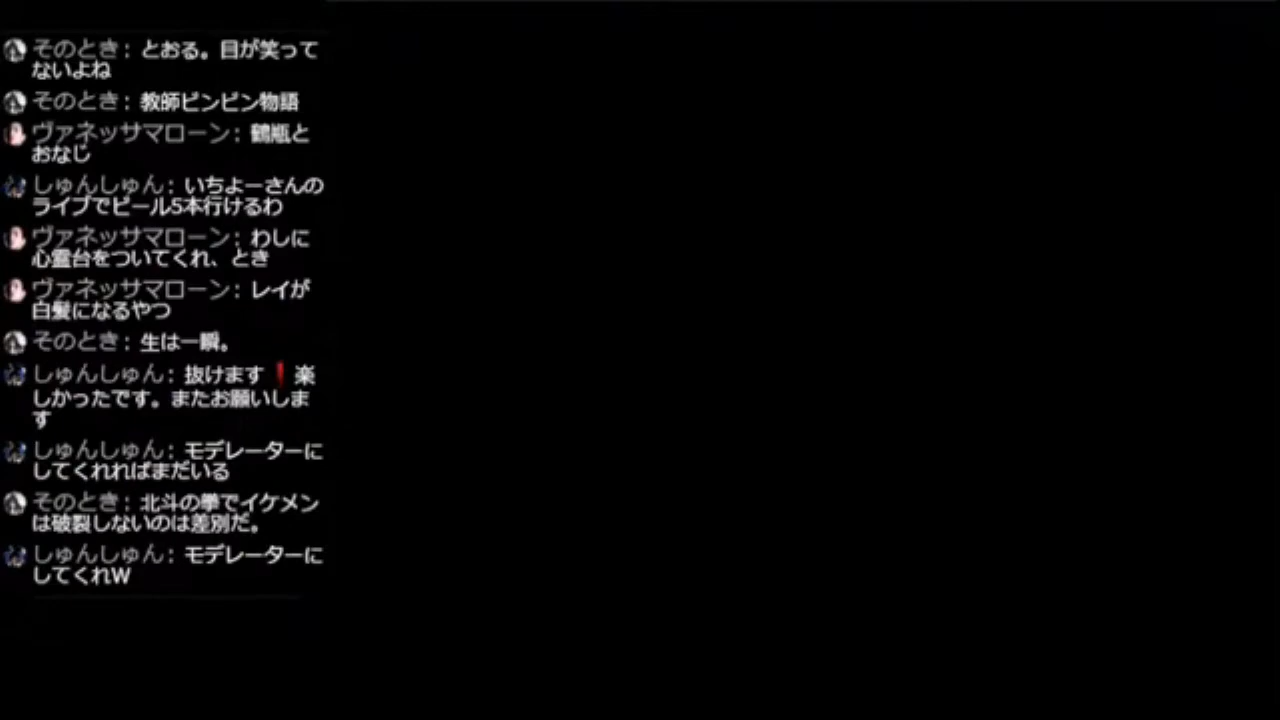 そのとき: とおる。目が笑って
ないよね
そのとき: 教師ビンビン物語
ヴァネッサマローン: 鶴瓶と
おなじ
しゅんしゅん: いちよーさんの
ライブでビール5本行けるわ
ヴァネッサマローン: わしに
心霊台をついてくれ、とき
ヴァネッサマローン: レイが
白髪になるやつ
そのとき: 生は一瞬。
しゅんしゅん: 抜けます❗楽
しかったです。またお願いしま
す
しゅんしゅん: モデレーターに
してくれればまだいる
そのとき: 北斗の拳でイケメン
は破裂しないのは差別だ。
しゅんしゅん: モデレーターに
してくれW